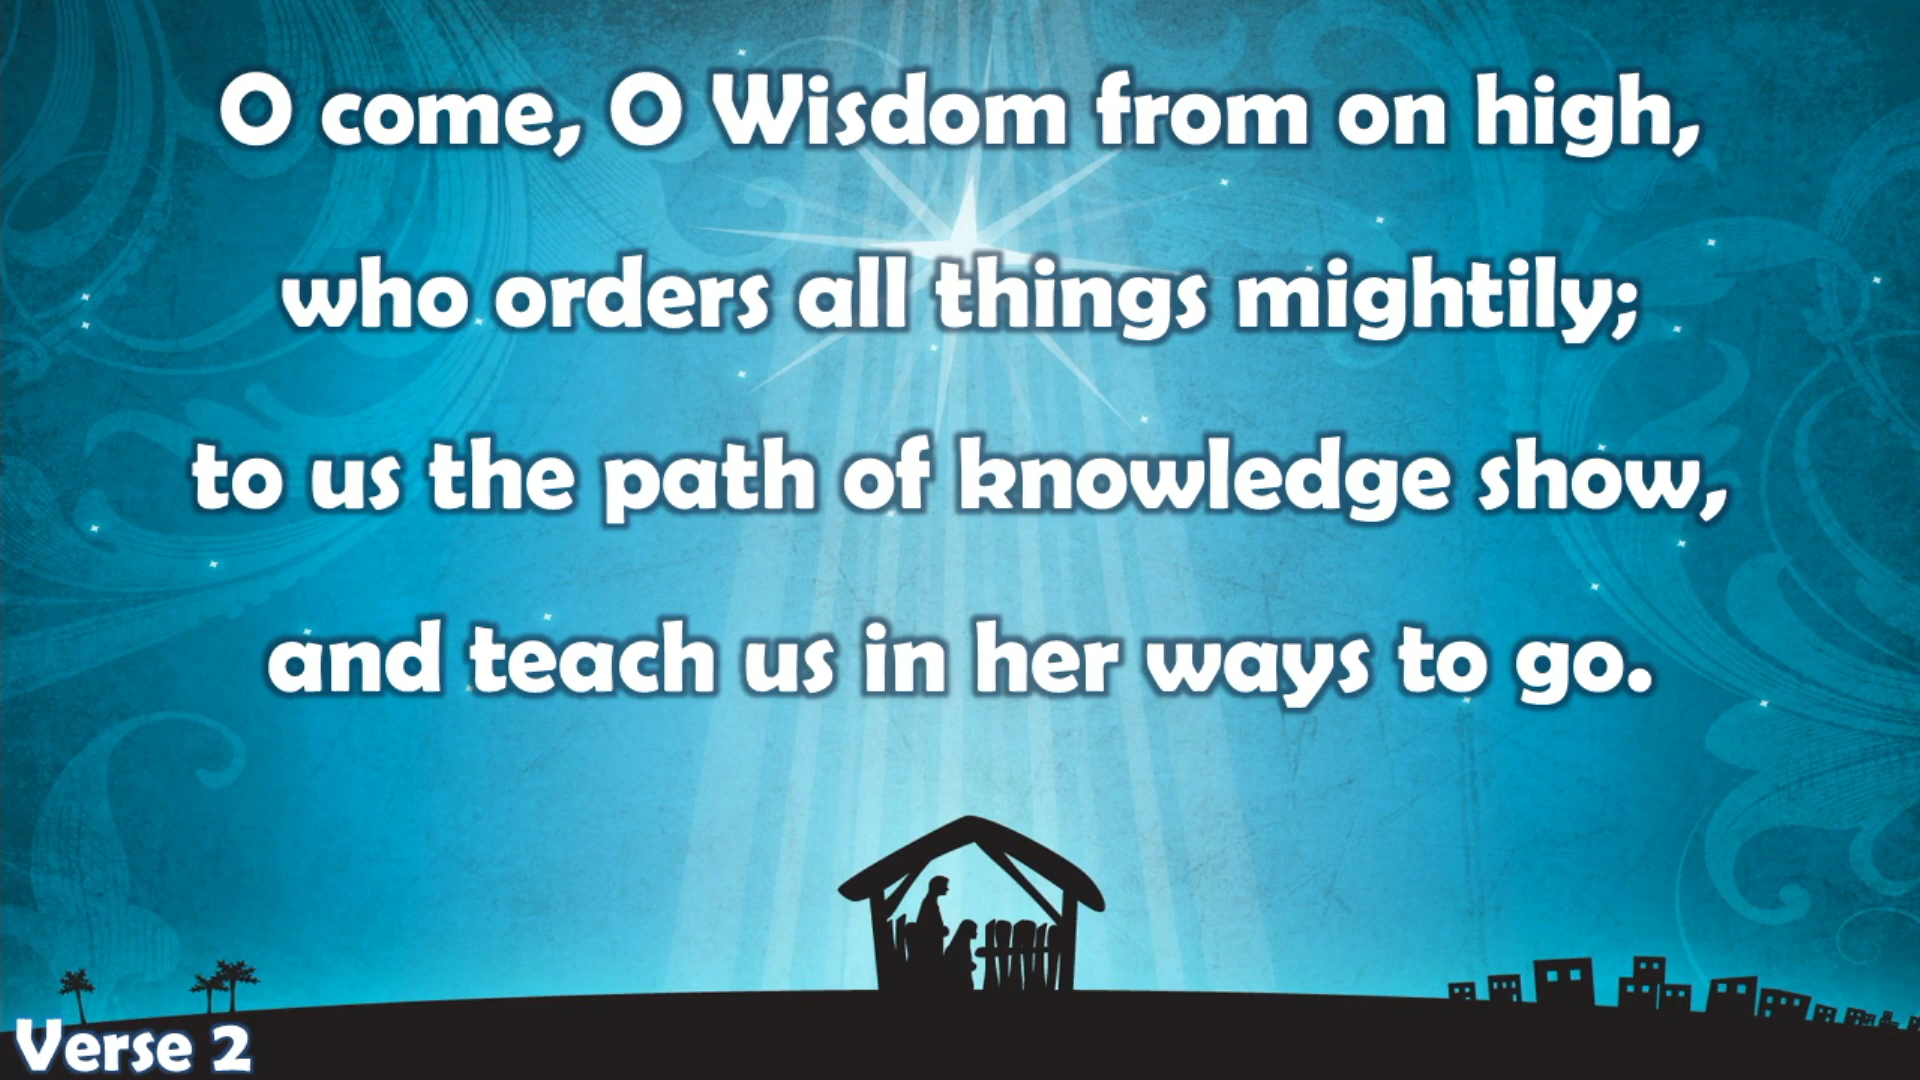 O come, O Wisdom from on high,
who orders all things mightily;
to us the path of knowledge show,
and teach us in her ways to go.
Verse 2